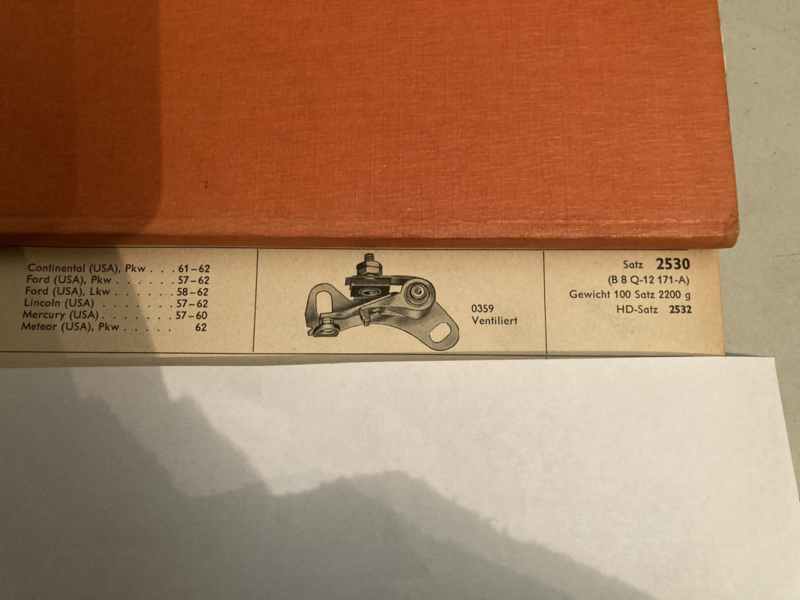 Continental (USA), Pkw . . . 61–62
Ford (USA), Pkw . . . . . . . 57–62
Ford (USA), Lkw . . . . . . . 58–62
Lincoln (USA) . . . . . . . . 57–62
Mercury (USA) . . . . . . . . 57–60
Meteor (USA), Pkw . . . . . 62
0359
Ventiliert
Satz 2530
(B 8 Q-12 171-A)
Gewicht 100 Satz 2200 g
HD-Satz 2532